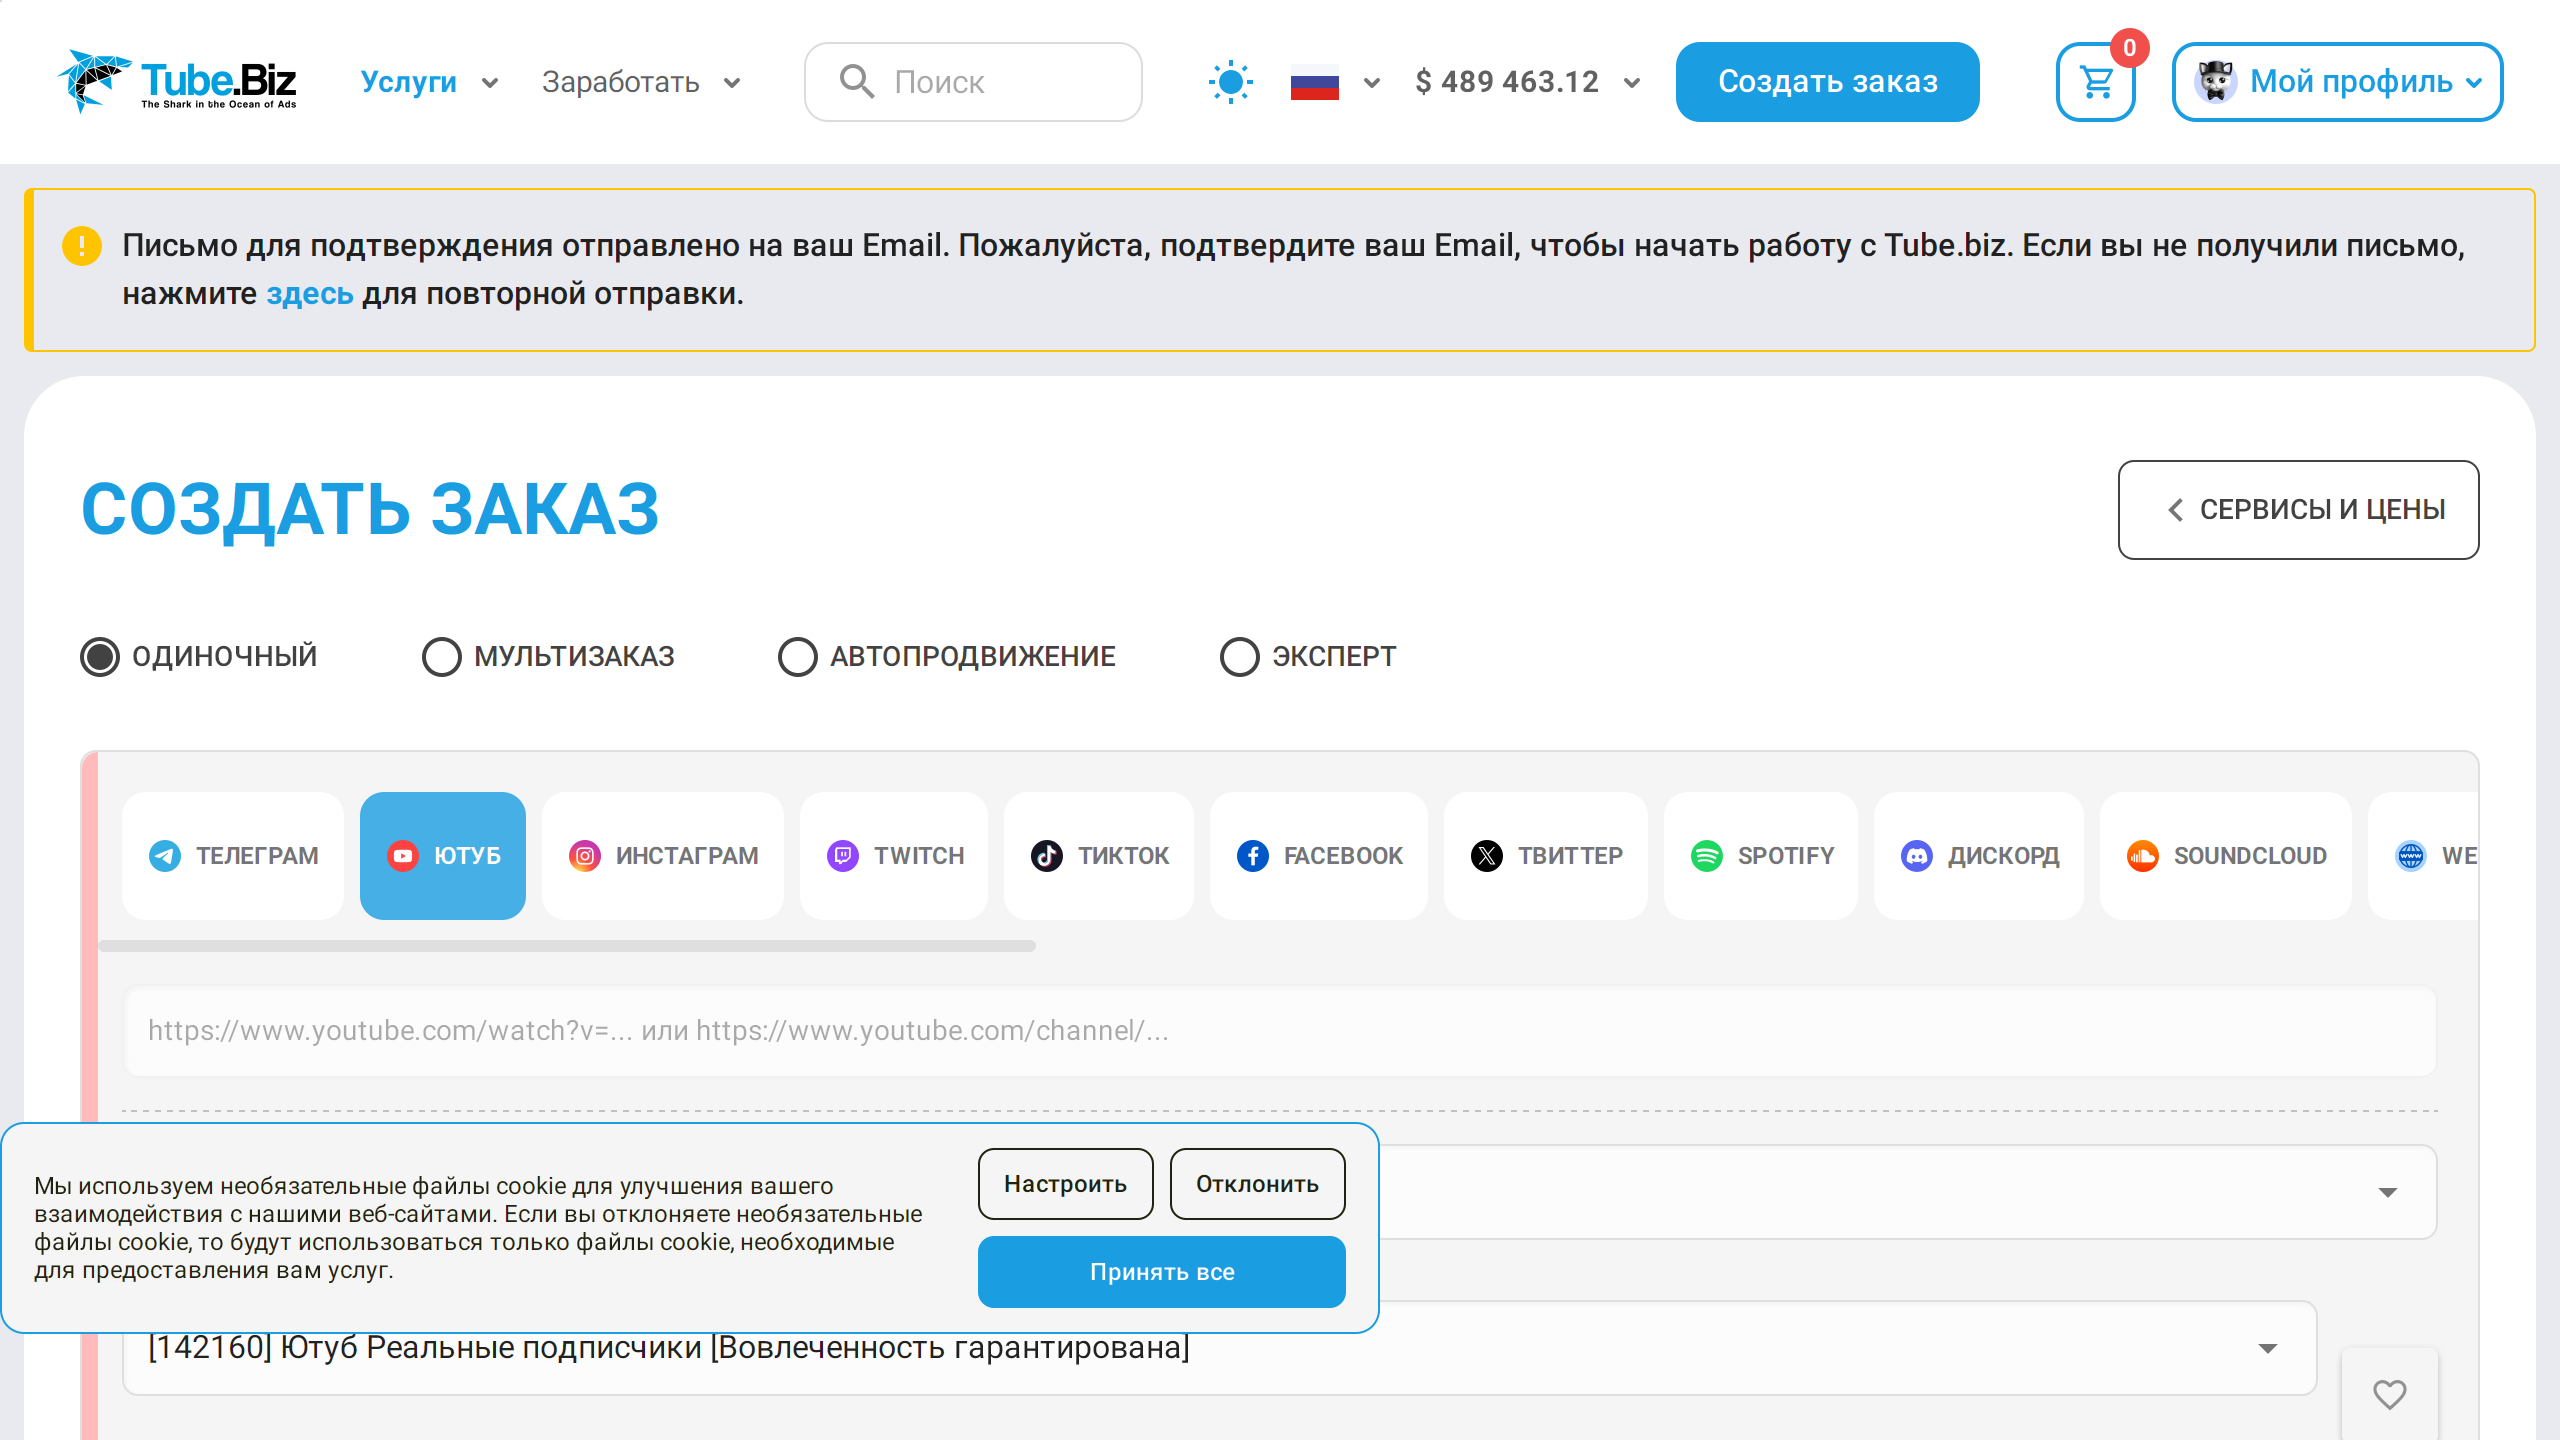 Tube.Biz
The Shark in the Ocean of Ads
Услуги
Заработать
Поиск
$ 489 463.12
Создать заказ
0
Мой профиль
Письмо для подтверждения отправлено на ваш Email. Пожалуйста, подтвердите ваш Email, чтобы начать работу с Tube.biz. Если вы не получили письмо,
нажмите здесь для повторной отправки.
СОЗДАТЬ ЗАКАЗ
СЕРВИСЫ И ЦЕНЫ
ОДИНОЧНЫЙ
МУЛЬТИЗАКАЗ
АВТОПРОДВИЖЕНИЕ
ЭКСПЕРТ
ТЕЛЕГРАМ
ЮТУБ
ИНСТАГРАМ
TWITCH
ТИКТОК
FACEBOOK
ТВИТТЕР
SPOTIFY
ДИСКОРД
SOUNDCLOUD
WE
https://www.youtube.com/watch?v=... или https://www.youtube.com/channel/...
Мы используем необязательные файлы cookie для улучшения вашего
взаимодействия с нашими веб-сайтами. Если вы отклоняете необязательные
файлы cookie, то будут использоваться только файлы cookie, необходимые
для предоставления вам услуг.
Настроить
Отклонить
Принять все
[142160] Ютуб Реальные подписчики [Вовлеченность гарантирована]